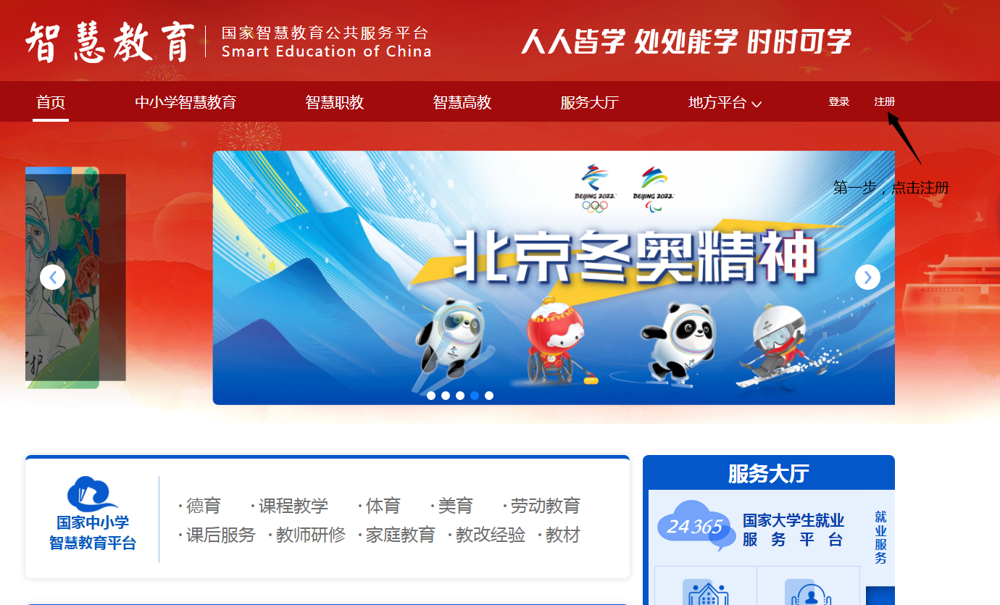 智慧教育
国家智慧教育公共服务平台
Smart Education of China
人人皆学 处处能学 时时可学
首页 中小学智慧教育 智慧职教 智慧高教 服务大厅 地方平台 登录 注册
第一步，点击注册
BEIJING 2022 BEIJING 2022
北京冬奥精神
护
国家中小学
智慧教育平台
·德育 ·课程教学 ·体育 ·美育 ·劳动教育
·课后服务 ·教师研修 ·家庭教育 ·教改经验 ·教材
服务大厅
24365
国家大学生就业
服务平台
就业服务